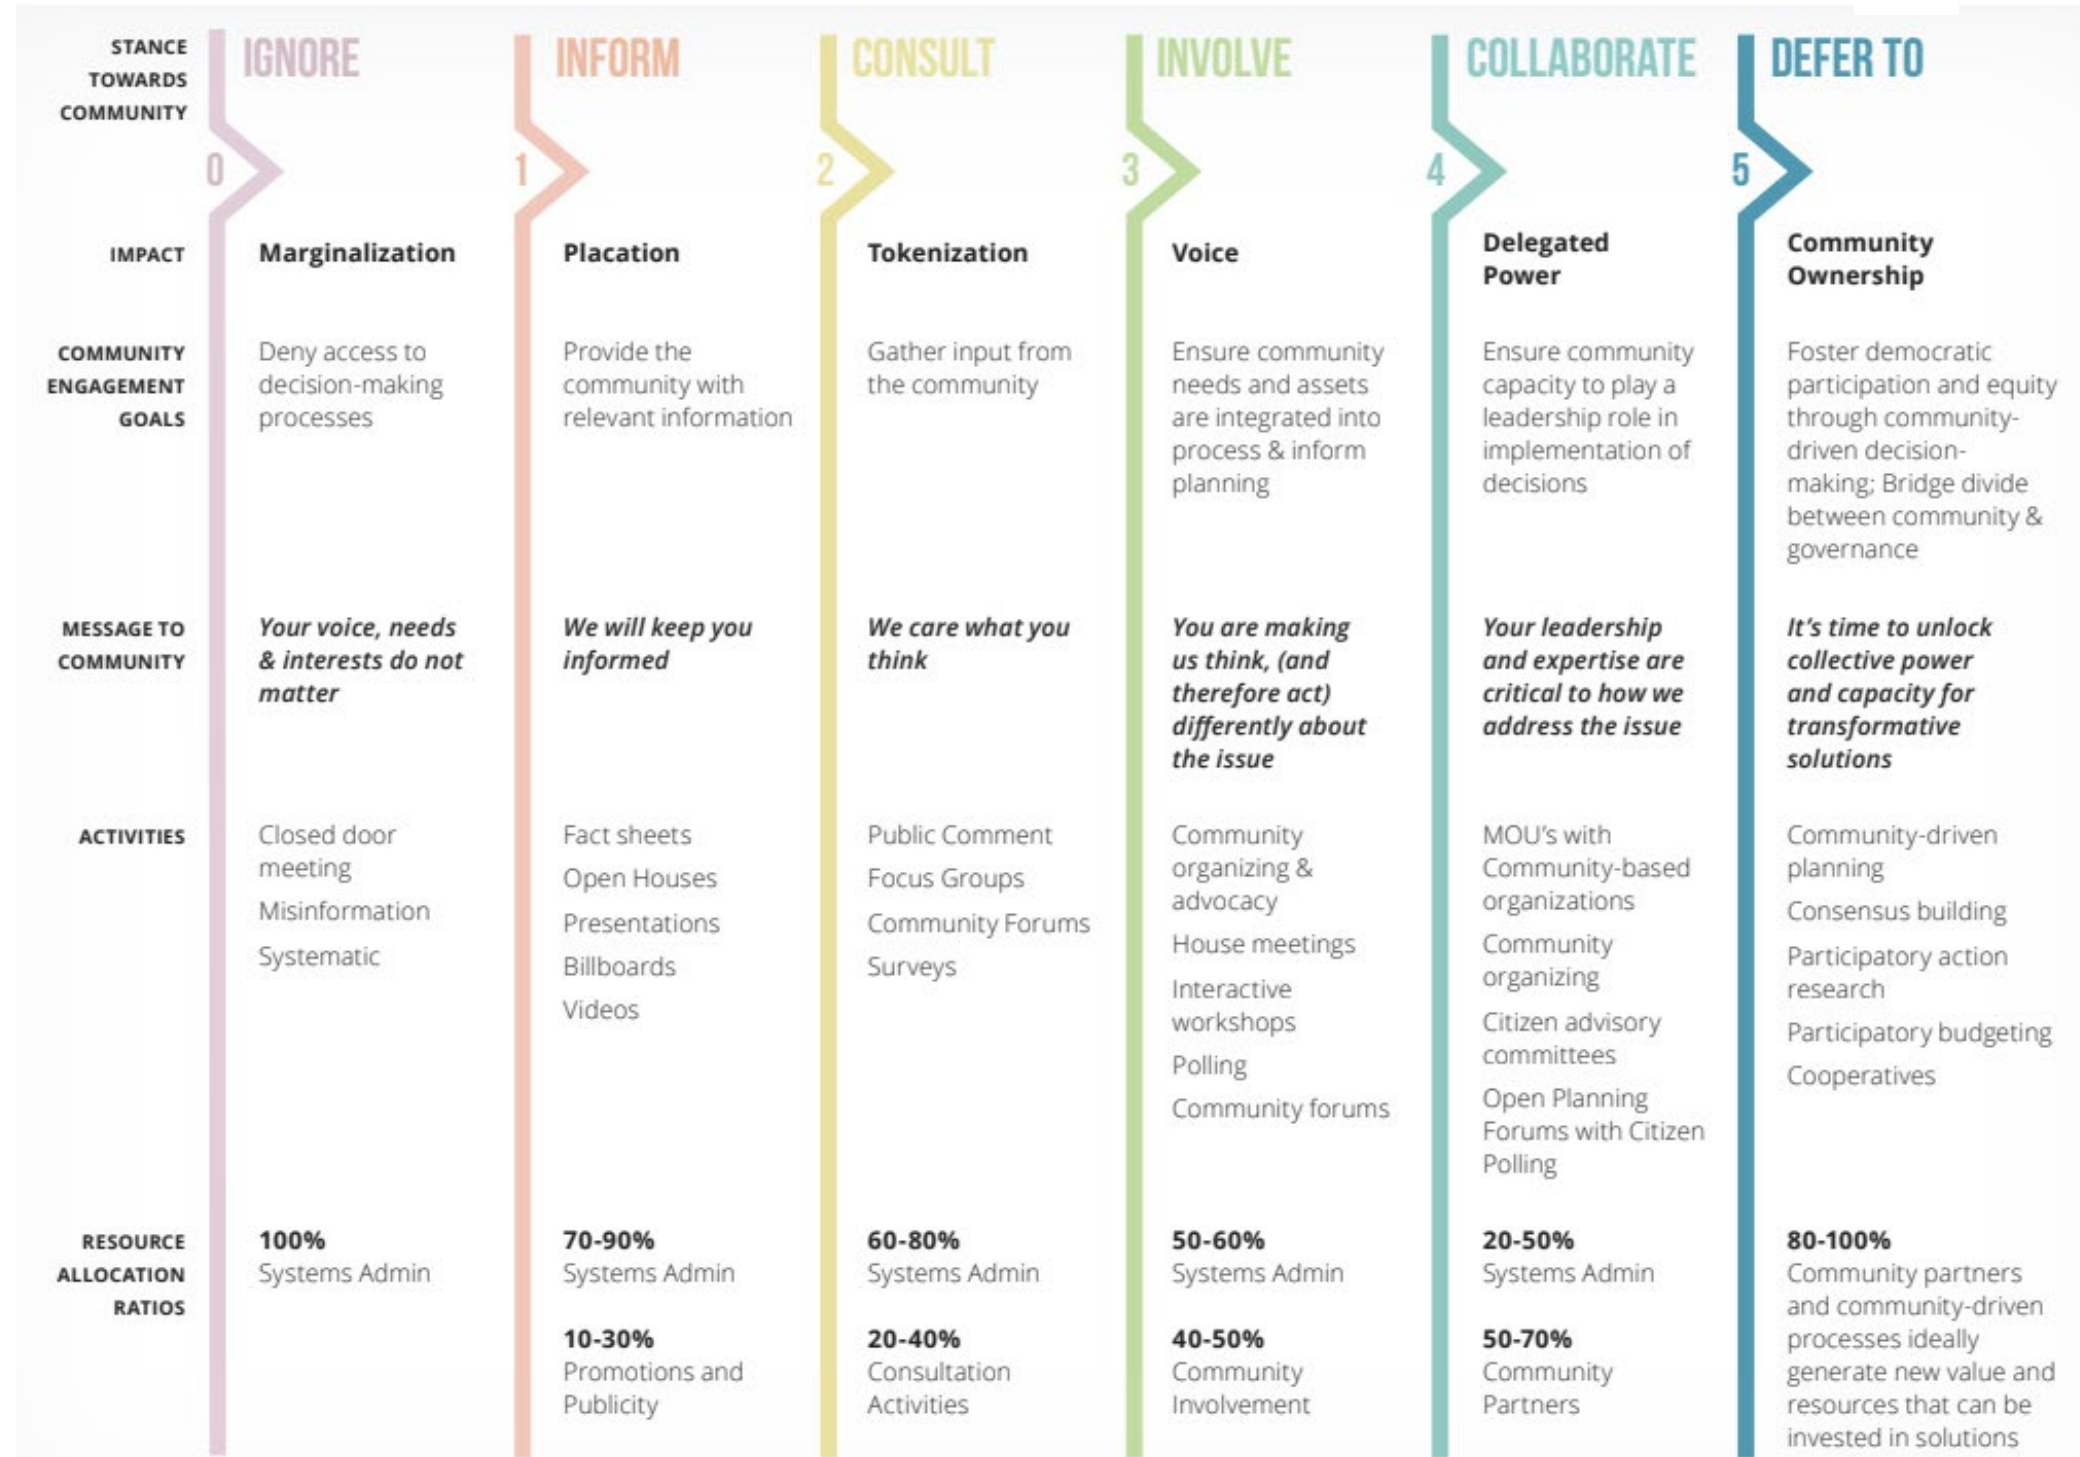 STANCE
TOWARDS
COMMUNITY
IGNORE
INFORM
CONSULT
INVOLVE
COLLABORATE
DEFER TO
0
1
2
3
4
5
IMPACT
Marginalization
Placation
Tokenization
Voice
Delegated
Power
Community
Ownership
COMMUNITY
ENGAGEMENT
GOALS
Deny access to
decision-making
processes
Provide the
community with
relevant information
Gather input from
the community
Ensure community
needs and assets
are integrated into
process & inform
planning
Ensure community
capacity to play a
leadership role in
implementation of
decisions
Foster democratic
participation and equity
through community-
driven decision-
making; Bridge divide
between community &
governance
MESSAGE TO
COMMUNITY
Your voice, needs
& interests do not
matter
We will keep you
informed
We care what you
think
You are making
us think, (and
therefore act)
differently about
the issue
Your leadership
and expertise are
critical to how we
address the issue
It's time to unlock
collective power
and capacity for
transformative
solutions
ACTIVITIES
Closed door
meeting
Misinformation
Systematic
Fact sheets
Open Houses
Presentations
Billboards
Videos
Public Comment
Focus Groups
Community Forums
Surveys
Community
organizing &
advocacy
House meetings
Interactive
workshops
Polling
Community forums
MOU's with
Community-based
organizations
Community
organizing
Citizen advisory
committees
Open Planning
Forums with Citizen
Polling
Community-driven
planning
Consensus building
Participatory action
research
Participatory budgeting
Cooperatives
RESOURCE
ALLOCATION
RATIOS
100%
Systems Admin
70-90%
Systems Admin
10-30%
Promotions and
Publicity
60-80%
Systems Admin
20-40%
Consultation
Activities
50-60%
Systems Admin
40-50%
Community
Involvement
20-50%
Systems Admin
50-70%
Community
Partners
80-100%
Community partners
and community-driven
processes ideally
generate new value and
resources that can be
invested in solutions